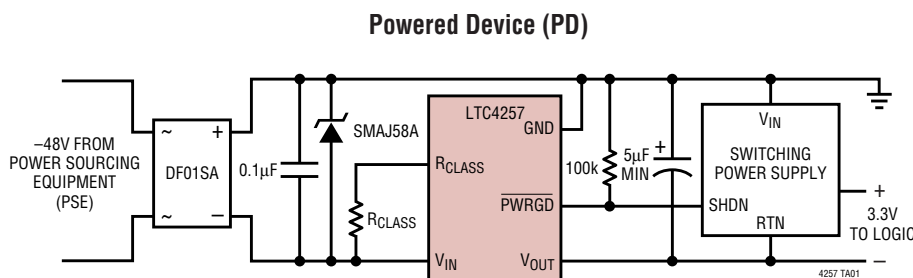 Powered Device (PD)
–48V FROM
POWER SOURCING
EQUIPMENT
(PSE)
~
+
DF01SA
~
–
0.1µF
SMAJ58A
RCLASS
LTC4257
GND
RCLASS
PWRGD
VIN
VOUT
100k
5µF
MIN
+
VIN
SWITCHING
POWER SUPPLY
SHDN
RTN
+
3.3V
TO LOGIC
–
4257 TA01